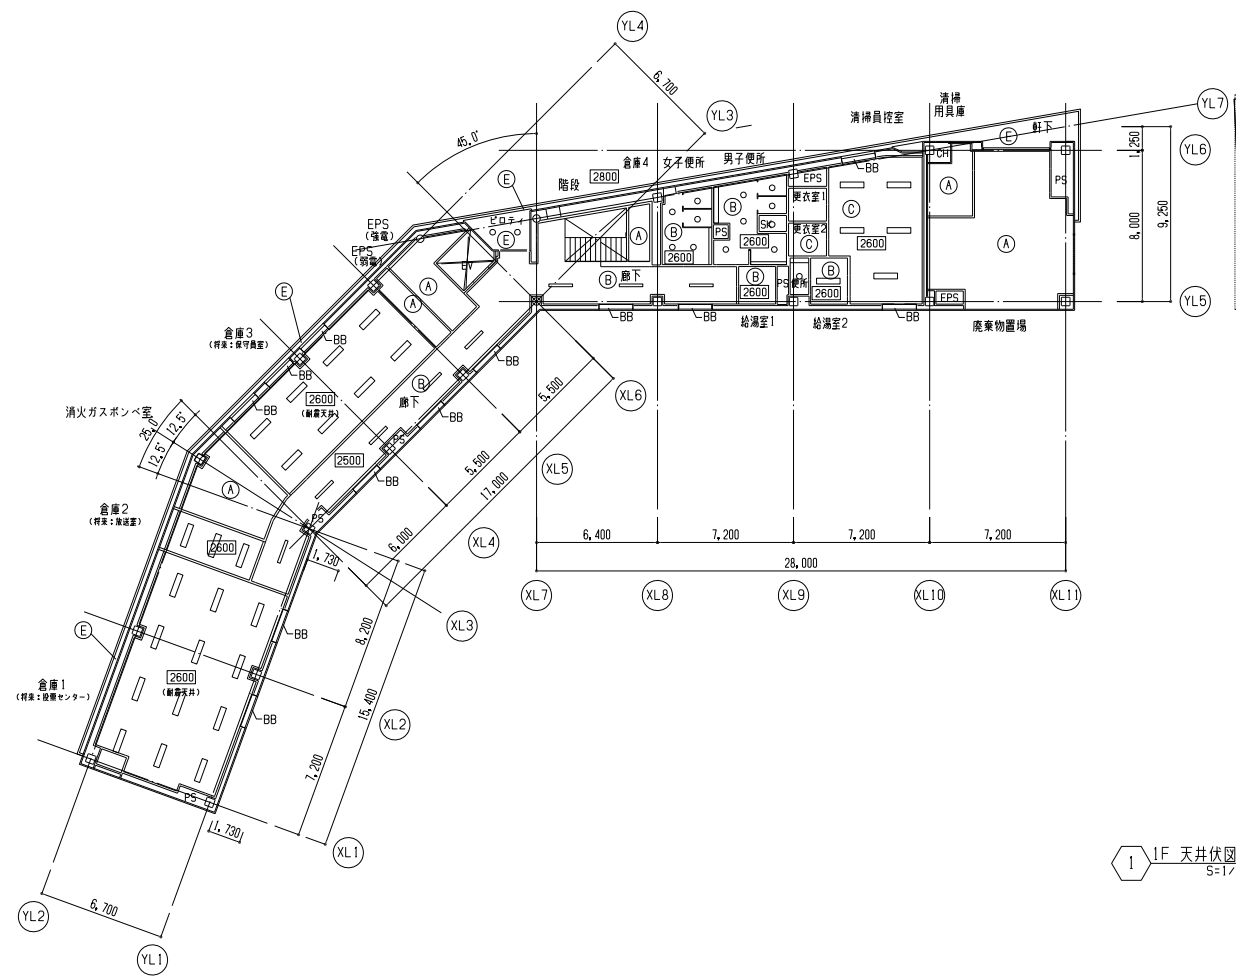 YL4
6,700
YL3
45.0°
清掃
用具庫
清掃員控室
YL7
軒下
E
1,250
YL6
倉庫4
女子便所
男子便所
2800
階段
BB
CH
E
EPS
PS
A
8,000
9,250
EPS
(強電)
ピロティ
E
更衣室1
B
C
A
SK
更衣室2
EPS
(弱電)
B
PS
2600
C
2600
A
2600
EV
A
廊下
B
B
B
PS
便所
A
2600
2600
EPS
YL5
E
BB
BB
BB
給湯室1
給湯室2
廃棄物置場
倉庫3
(将来:保守員室)
BB
BB
BB
2600
(耐震天井)
B
廊下
5,500
XL6
消火ガスボンベ室
BB
BB
25.0°
12.5°
12.5°
PS
2500
5,500
XL5
BB
17,000
A
倉庫2
(将来:放送室)
PS
6,000
XL4
2600
1,730
6,400
7,200
7,200
7,200
28,000
XL7
XL8
XL9
XL10
XL11
E
BB
XL3
8,200
倉庫1
(将来:投票センター)
2600
(耐震天井)
15,400
XL2
BB
7,200
PS
1,730
XL1
1
1F 天井伏図
S=1/
6,700
YL2
YL1